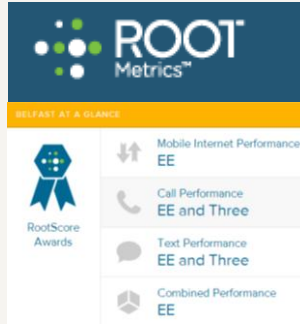 ROOT
Metrics™
BELFAST AT A GLANCE
RootScore
Awards
Mobile Internet Performance
EE
Call Performance
EE and Three
Text Performance
EE and Three
Combined Performance
EE